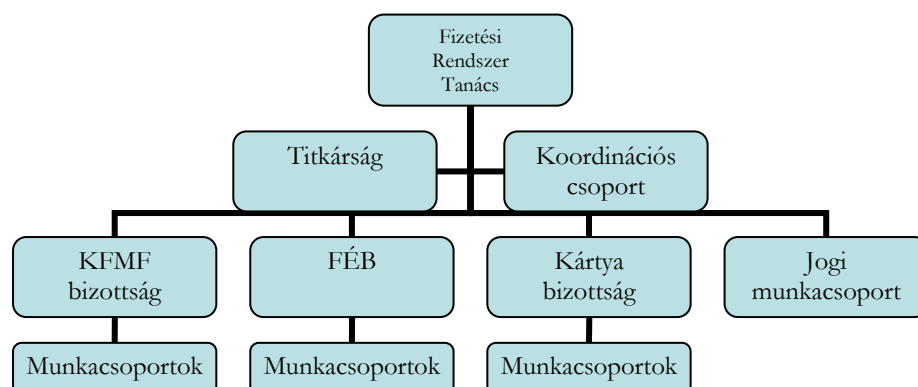 Fizetési
Rendszer
Tanács
Titkárság
Koordinációs
csoport
KFMF
bizottság
FÉB
Kártya
bizottság
Jogi
munkacsoport
Munkacsoportok
Munkacsoportok
Munkacsoportok